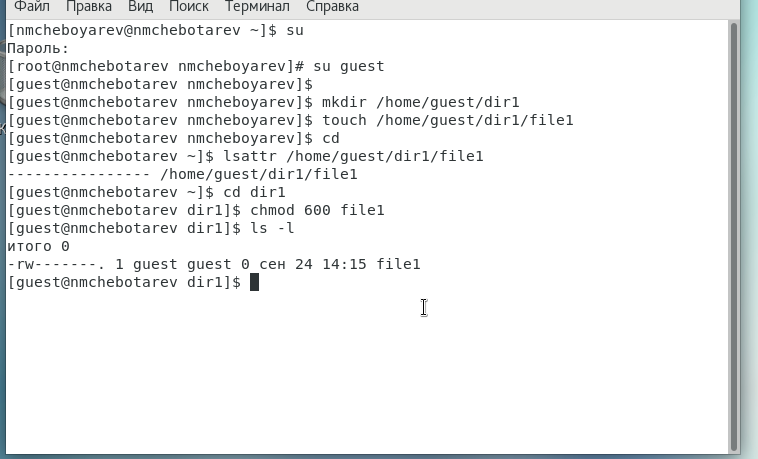 Файл Правка Вид Поиск Терминал Справка
[nmcheboyarev@nmchebotarev ~]$ su
Пароль:
[root@nmchebotarev nmcheboyarev]# su guest
[guest@nmchebotarev nmcheboyarev]$
[guest@nmchebotarev nmcheboyarev]$ mkdir /home/guest/dir1
[guest@nmchebotarev nmcheboyarev]$ touch /home/guest/dir1/file1
[guest@nmchebotarev nmcheboyarev]$ cd
[guest@nmchebotarev ~]$ lsattr /home/guest/dir1/file1
---------------- /home/guest/dir1/file1
[guest@nmchebotarev ~]$ cd dir1
[guest@nmchebotarev dir1]$ chmod 600 file1
[guest@nmchebotarev dir1]$ ls -l
итого 0
-rw-------. 1 guest guest 0 сен 24 14:15 file1
[guest@nmchebotarev dir1]$